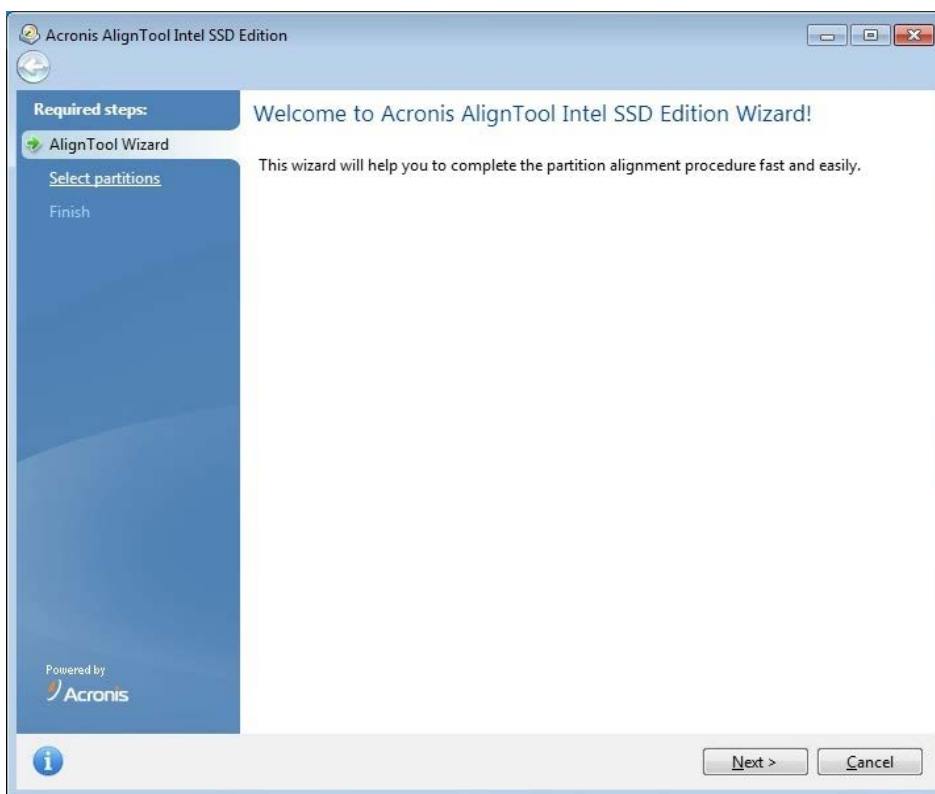 Acronis AlignTool Intel SSD Edition
Required steps:
AlignTool Wizard
Select partitions
Finish
Welcome to Acronis AlignTool Intel SSD Edition Wizard!
This wizard will help you to complete the partition alignment procedure fast and easily.
Powered by
Acronis
Next >
Cancel